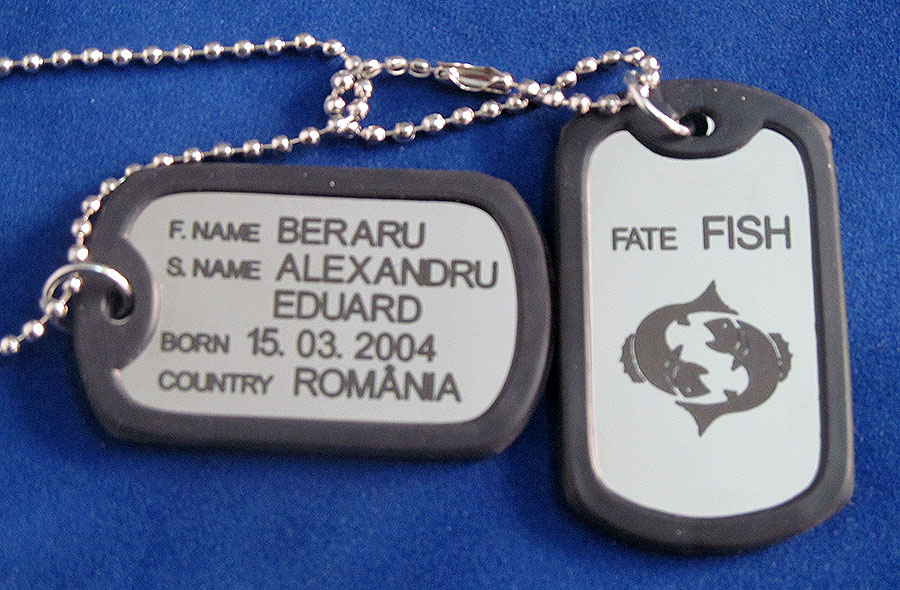 F. NAME BERARU
S. NAME ALEXANDRU
EDUARD
BORN 15. 03. 2004
COUNTRY ROMÂNIA
FATE FISH